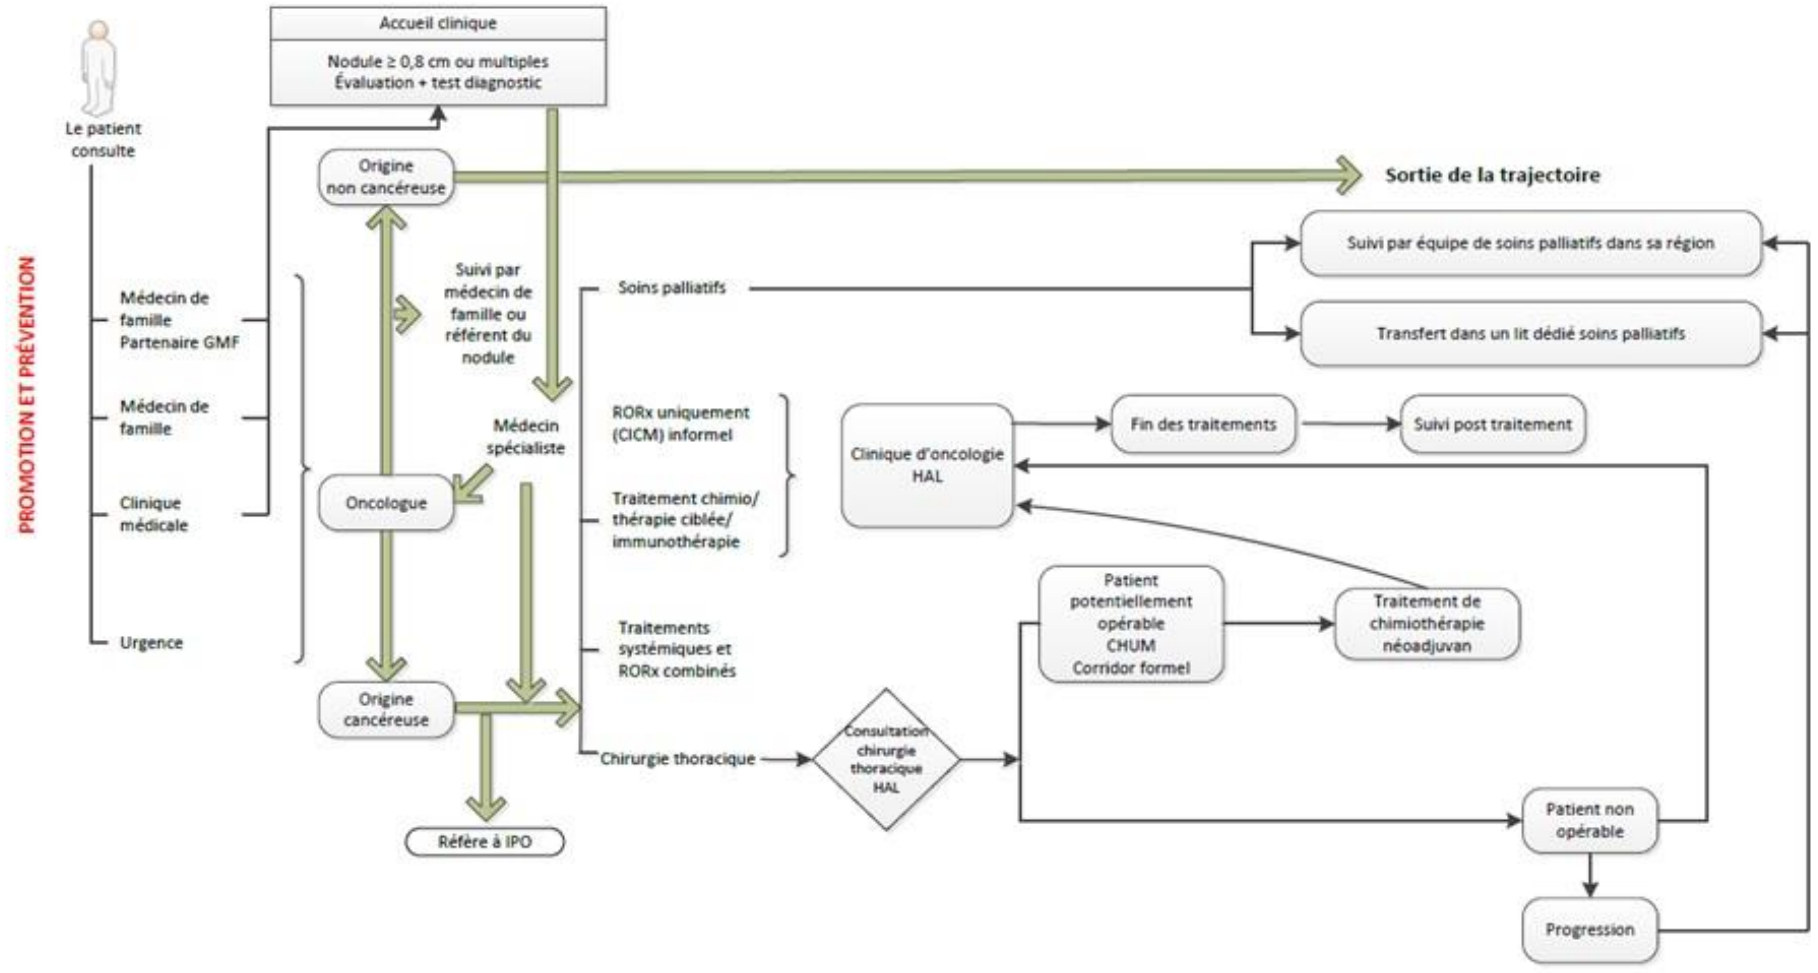 Accueil clinique
Nodule ≥ 0,8 cm ou multiples
Évaluation + test diagnostic
Le patient
consulte
PROMOTION ET PRÉVENTION
Médecin de
famille
Partenaire GMF
Médecin de
famille
Clinique
médicale
Urgence
Origine
non cancéreuse
Sortie de la trajectoire
Suivi par
médecin de
famille ou
référent du
nodule
Médecin
spécialiste
Oncologue
Origine
cancéreuse
Réfère à IPO
Soins palliatifs
Suivi par équipe de soins palliatifs dans sa région
Transfert dans un lit dédié soins palliatifs
RORx uniquement
(CICM) informel
Traitement chimio/
thérapie ciblée/
immunothérapie
Clinique d'oncologie
HAL
Fin des traitements
Suivi post traitement
Traitements
systémiques et
RORx combinés
Chirurgie thoracique
Consultation
chirurgie
thoracique
HAL
Patient
potentiellement
opérable
CHUM
Corridor formel
Traitement de
chimiothérapie
néoadjuvan
Patient non
opérable
Progression